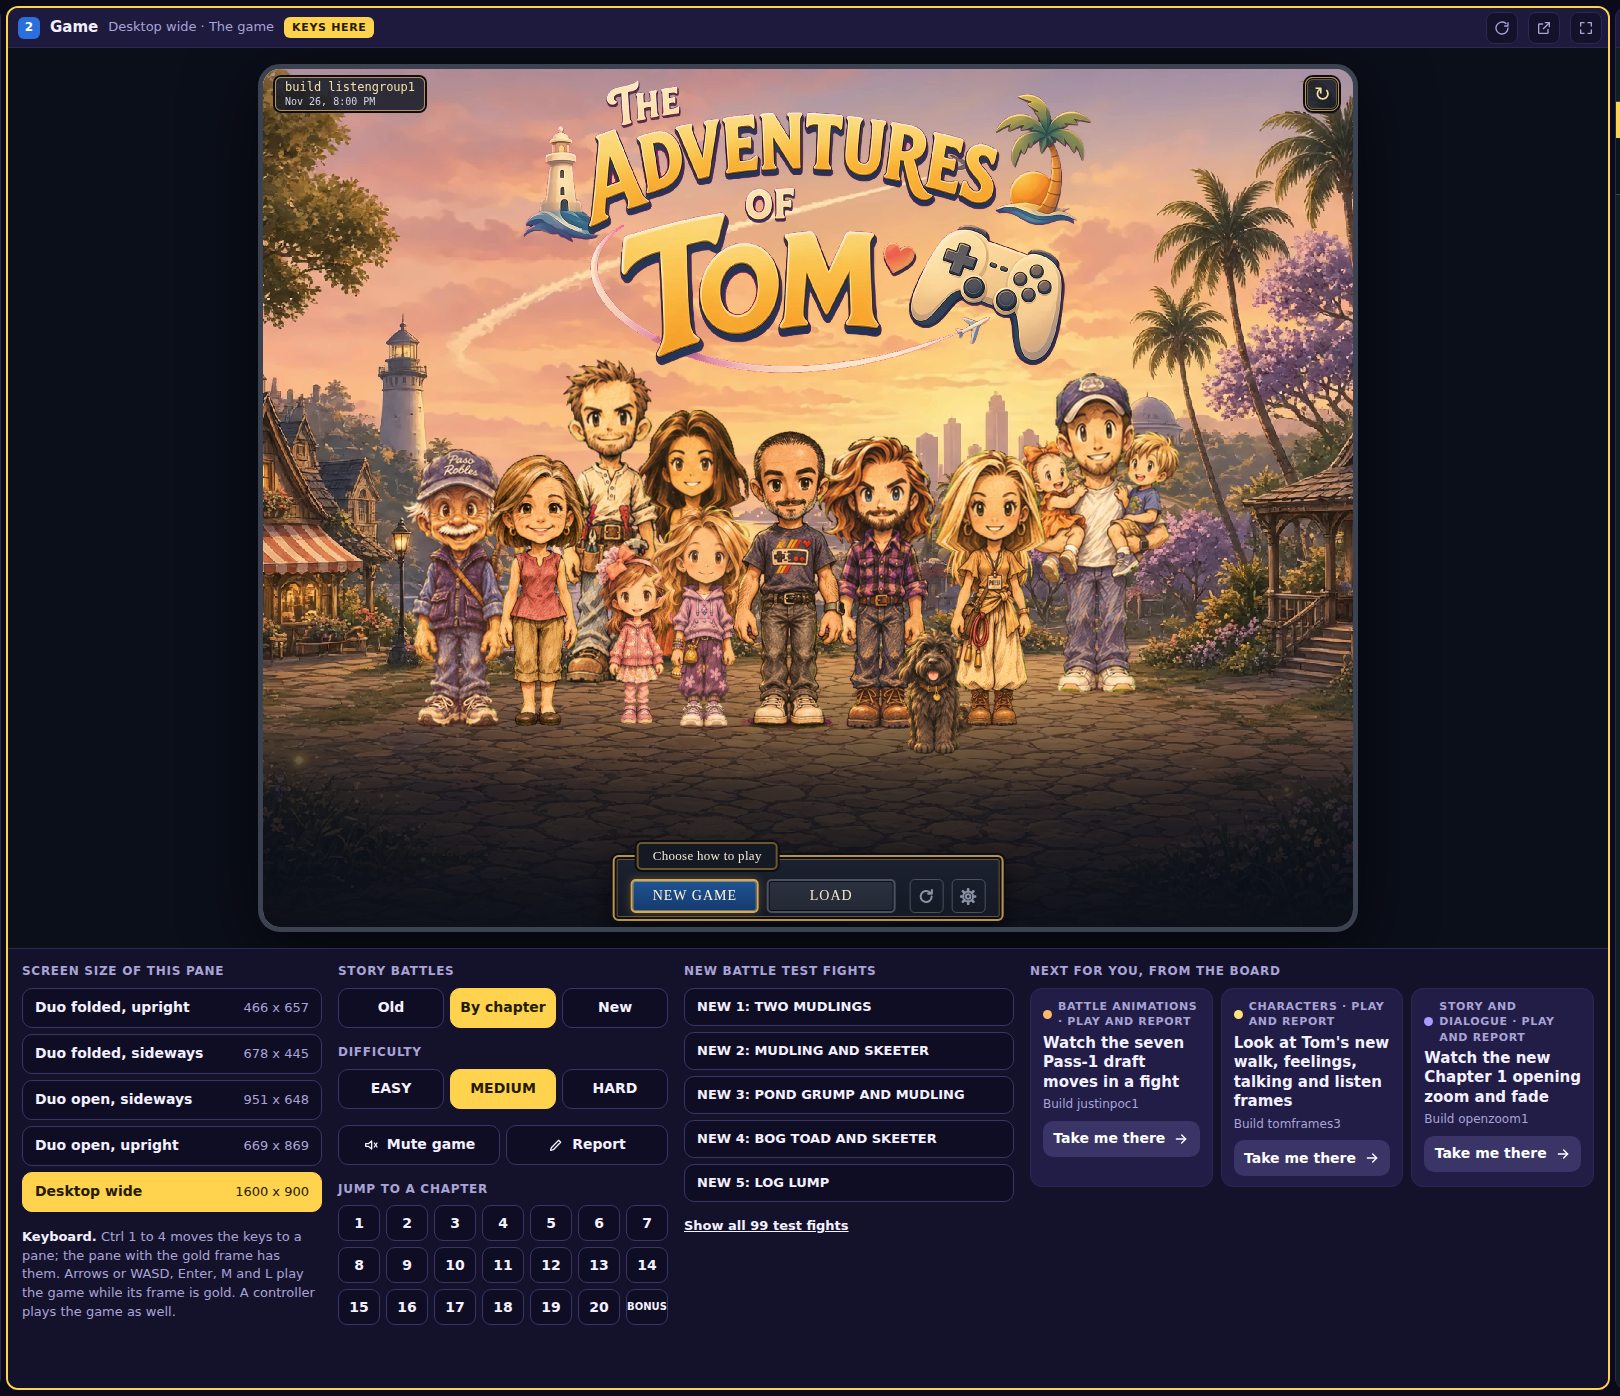 2 Game Desktop wide · The game KEYS HERE
build listengroup1
Nov 26, 8:00 PM
THE
ADVENTURES
OF
TOM
Paso
Robles
PRESS
Choose how to play
NEW GAME LOAD
SCREEN SIZE OF THIS PANE
Duo folded, upright 466 x 657
Duo folded, sideways 678 x 445
Duo open, sideways 951 x 648
Duo open, upright 669 x 869
Desktop wide 1600 x 900
Keyboard. Ctrl 1 to 4 moves the keys to a
pane; the pane with the gold frame has
them. Arrows or WASD, Enter, M and L play
the game while its frame is gold. A controller
plays the game as well.
STORY BATTLES
Old By chapter New
DIFFICULTY
EASY MEDIUM HARD
Mute game Report
JUMP TO A CHAPTER
1 2 3 4 5 6 7
8 9 10 11 12 13 14
15 16 17 18 19 20 BONUS
NEW BATTLE TEST FIGHTS
NEW 1: TWO MUDLINGS
NEW 2: MUDLING AND SKEETER
NEW 3: POND GRUMP AND MUDLING
NEW 4: BOG TOAD AND SKEETER
NEW 5: LOG LUMP
Show all 99 test fights
NEXT FOR YOU, FROM THE BOARD
BATTLE ANIMATIONS
· PLAY AND REPORT
Watch the seven
Pass-1 draft
moves in a fight
Build justinpoc1
Take me there →
CHARACTERS · PLAY
AND REPORT
Look at Tom's new
walk, feelings,
talking and listen
frames
Build tomframes3
Take me there →
STORY AND
DIALOGUE · PLAY
AND REPORT
Watch the new
Chapter 1 opening
zoom and fade
Build openzoom1
Take me there →